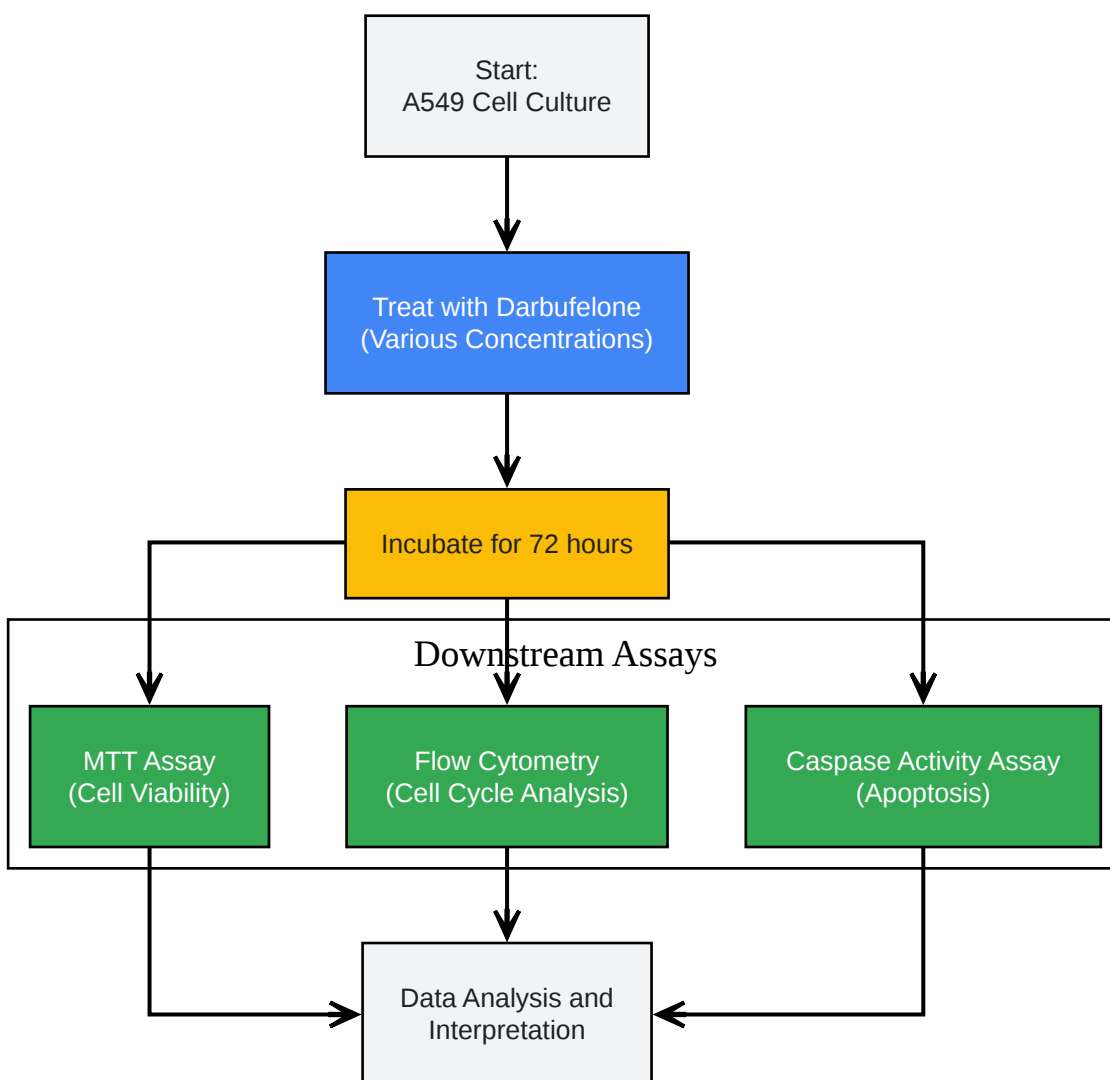 Start:
A549 Cell Culture
Treat with Darbufelone
(Various Concentrations)
Incubate for 72 hours
Downstream Assays
MTT Assay
(Cell Viability)
Flow Cytometry
(Cell Cycle Analysis)
Caspase Activity Assay
(Apoptosis)
Data Analysis and
Interpretation